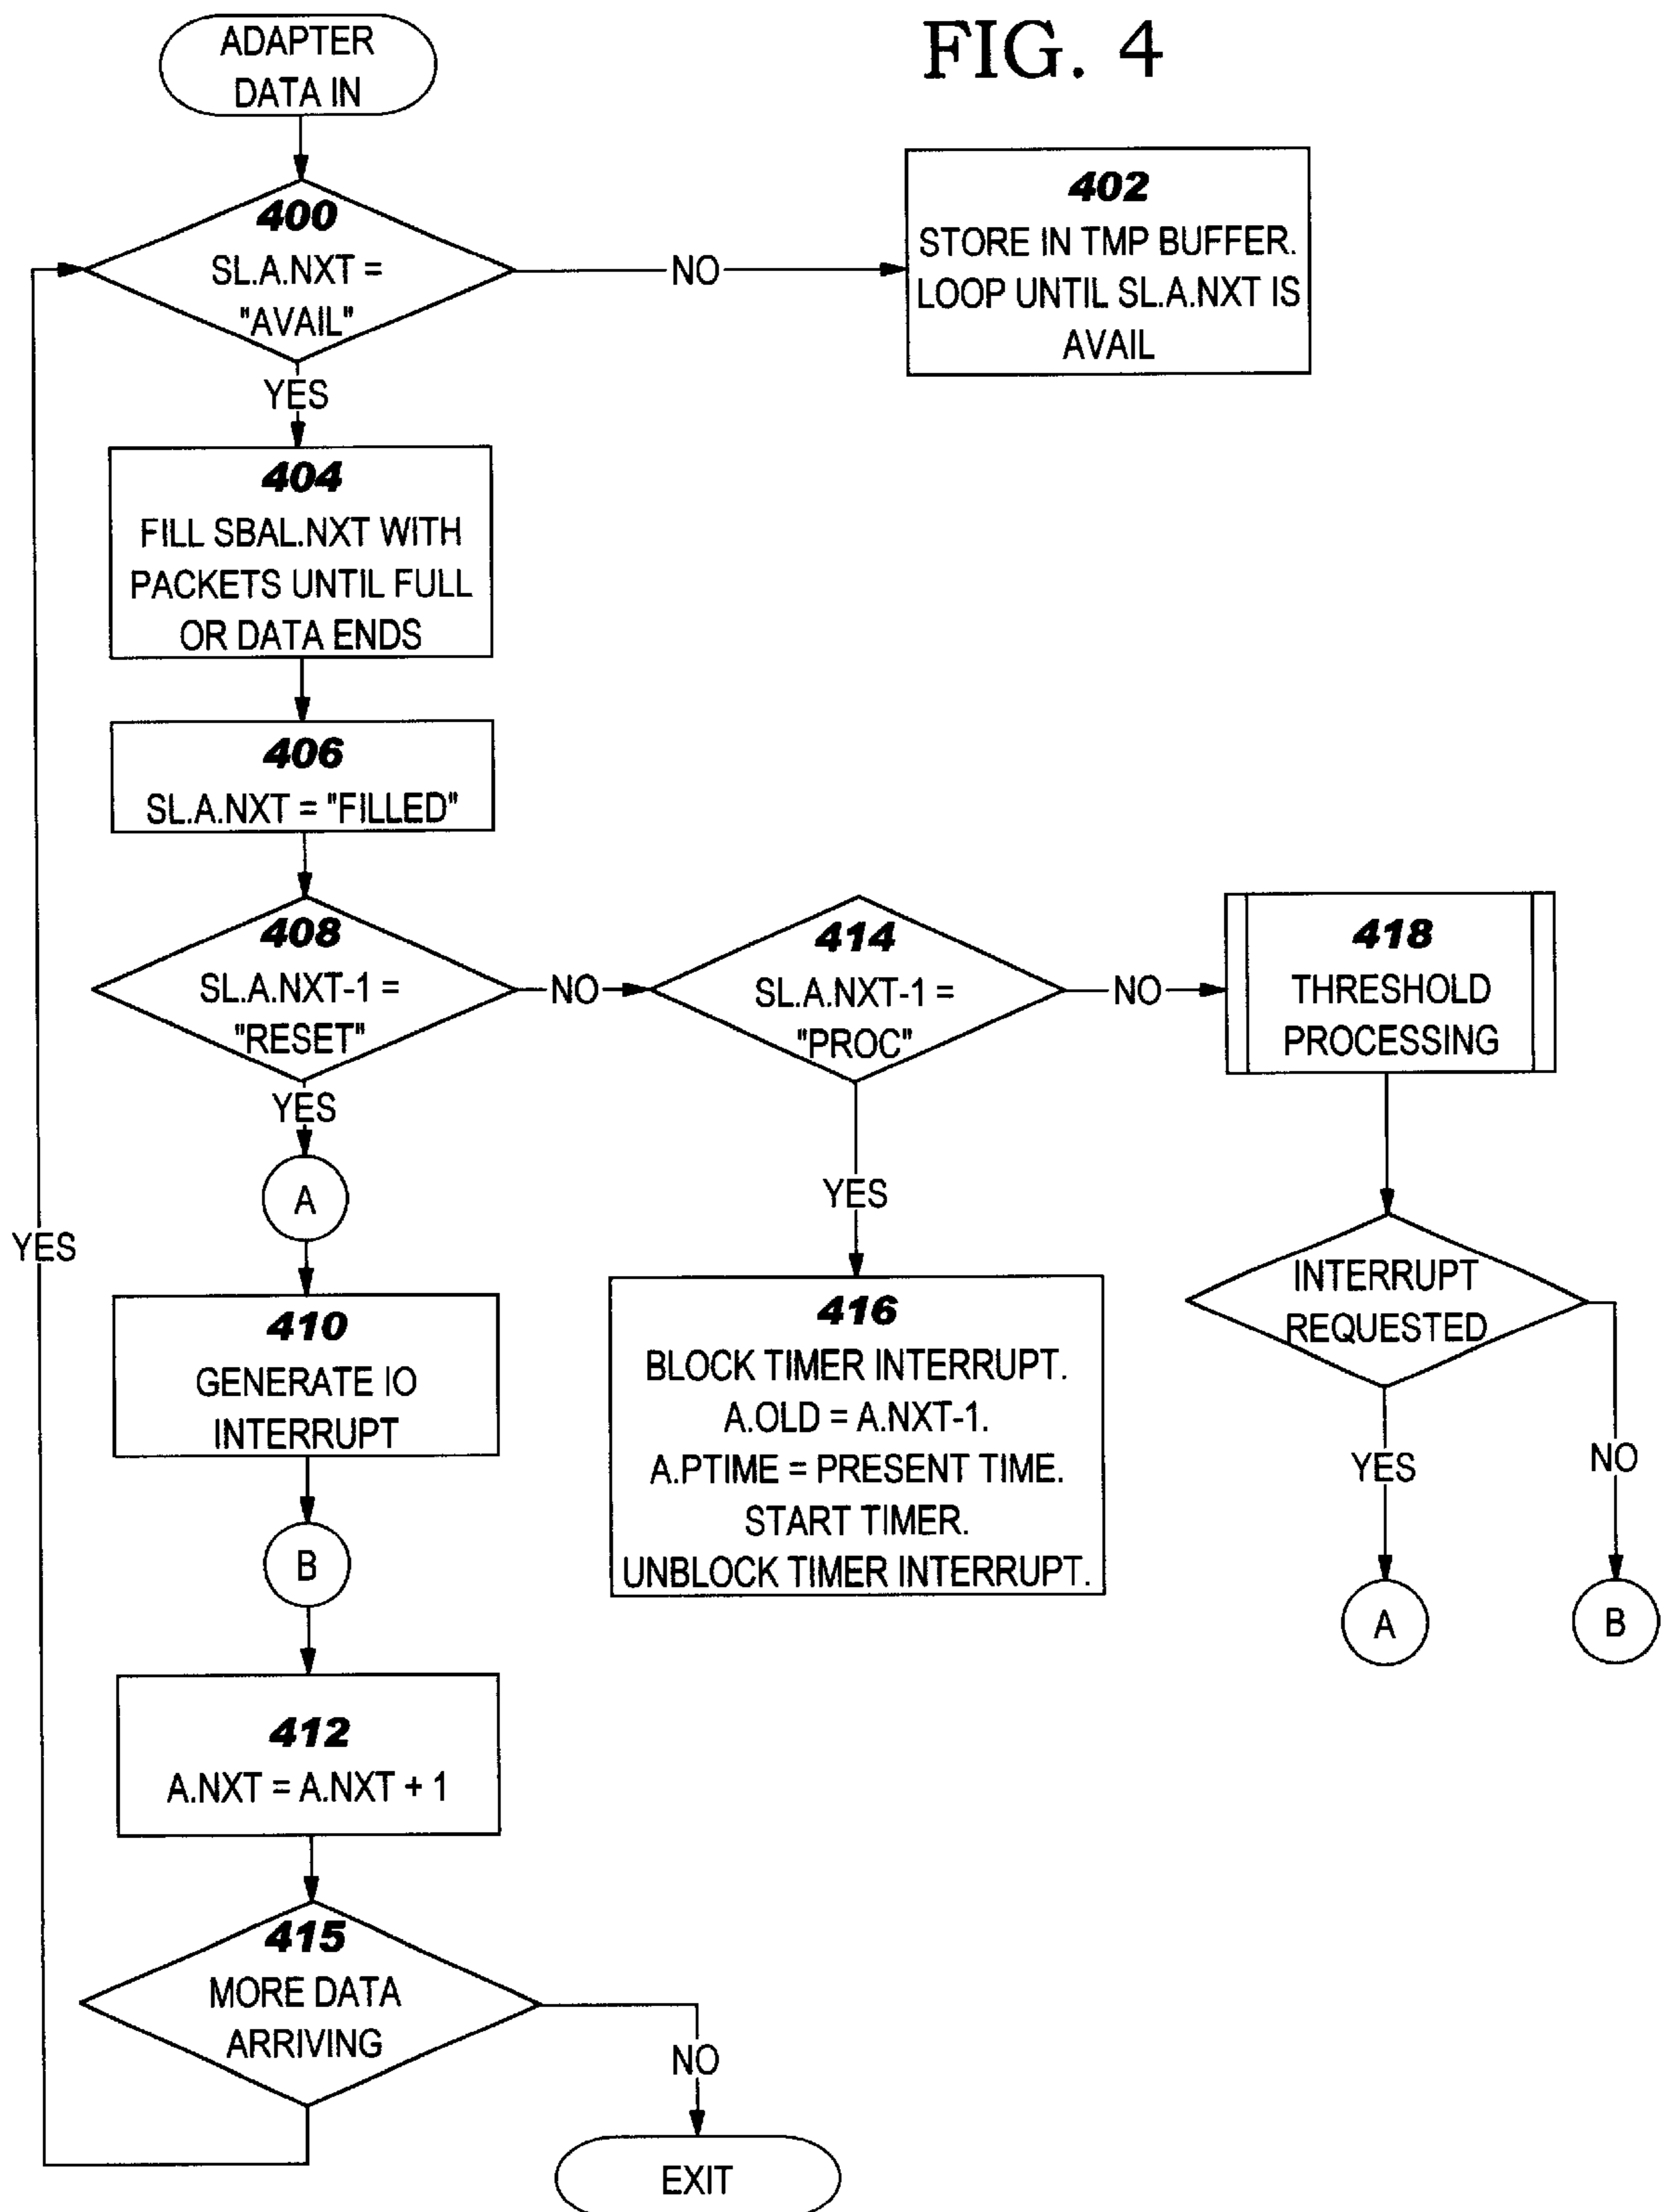 FIG. 4
ADAPTER
DATA IN
400
SL.A.NXT =
"AVAIL"
NO
402
STORE IN TMP BUFFER.
LOOP UNTIL SL.A.NXT IS
AVAIL
YES
404
FILL SBAL.NXT WITH
PACKETS UNTIL FULL
OR DATA ENDS
406
SL.A.NXT = "FILLED"
408
SL.A.NXT-1 =
"RESET"
NO
414
SL.A.NXT-1 =
"PROC"
NO
418
THRESHOLD
PROCESSING
YES
A
410
GENERATE IO
INTERRUPT
B
412
A.NXT = A.NXT + 1
415
MORE DATA
ARRIVING
YES
NO
EXIT
YES
416
BLOCK TIMER INTERRUPT.
A.OLD = A.NXT-1.
A.PTIME = PRESENT TIME.
START TIMER.
UNBLOCK TIMER INTERRUPT.
INTERRUPT
REQUESTED
YES
NO
A
B